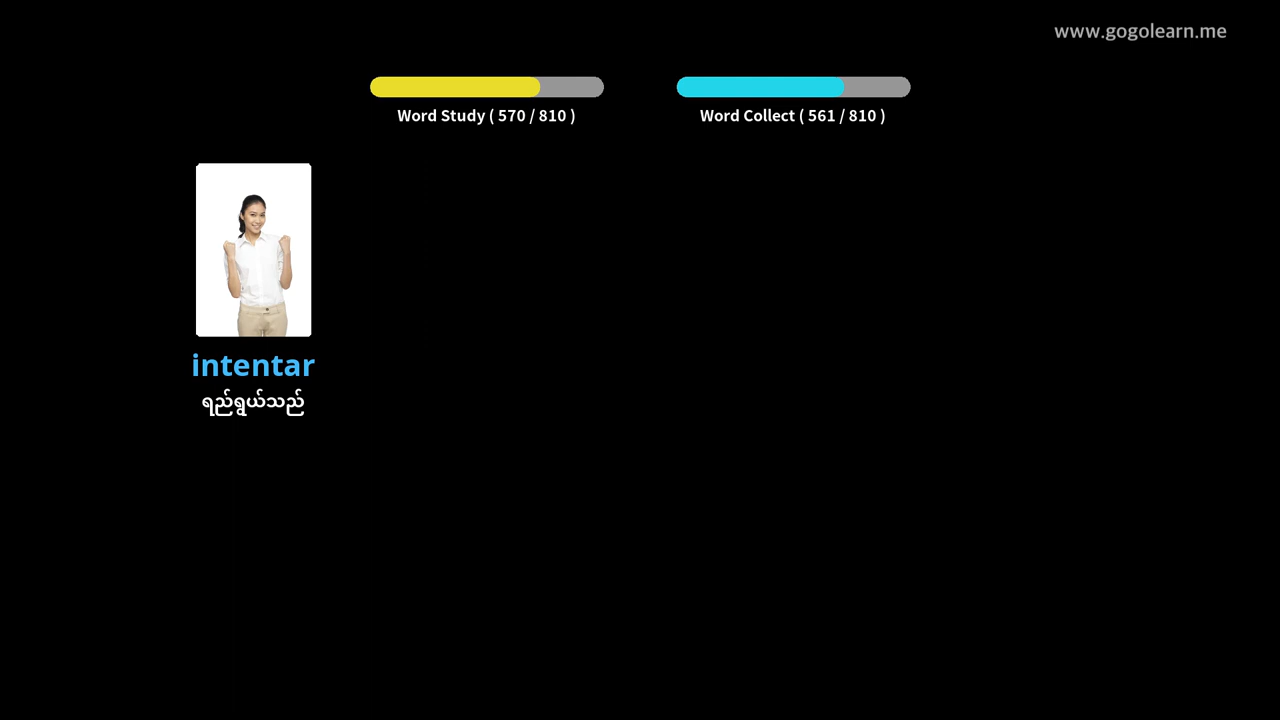 www.gogolearn.me
Word Study ( 570 / 810 )
Word Collect ( 561 / 810 )
intentar
ရည်ရွယ်သည်